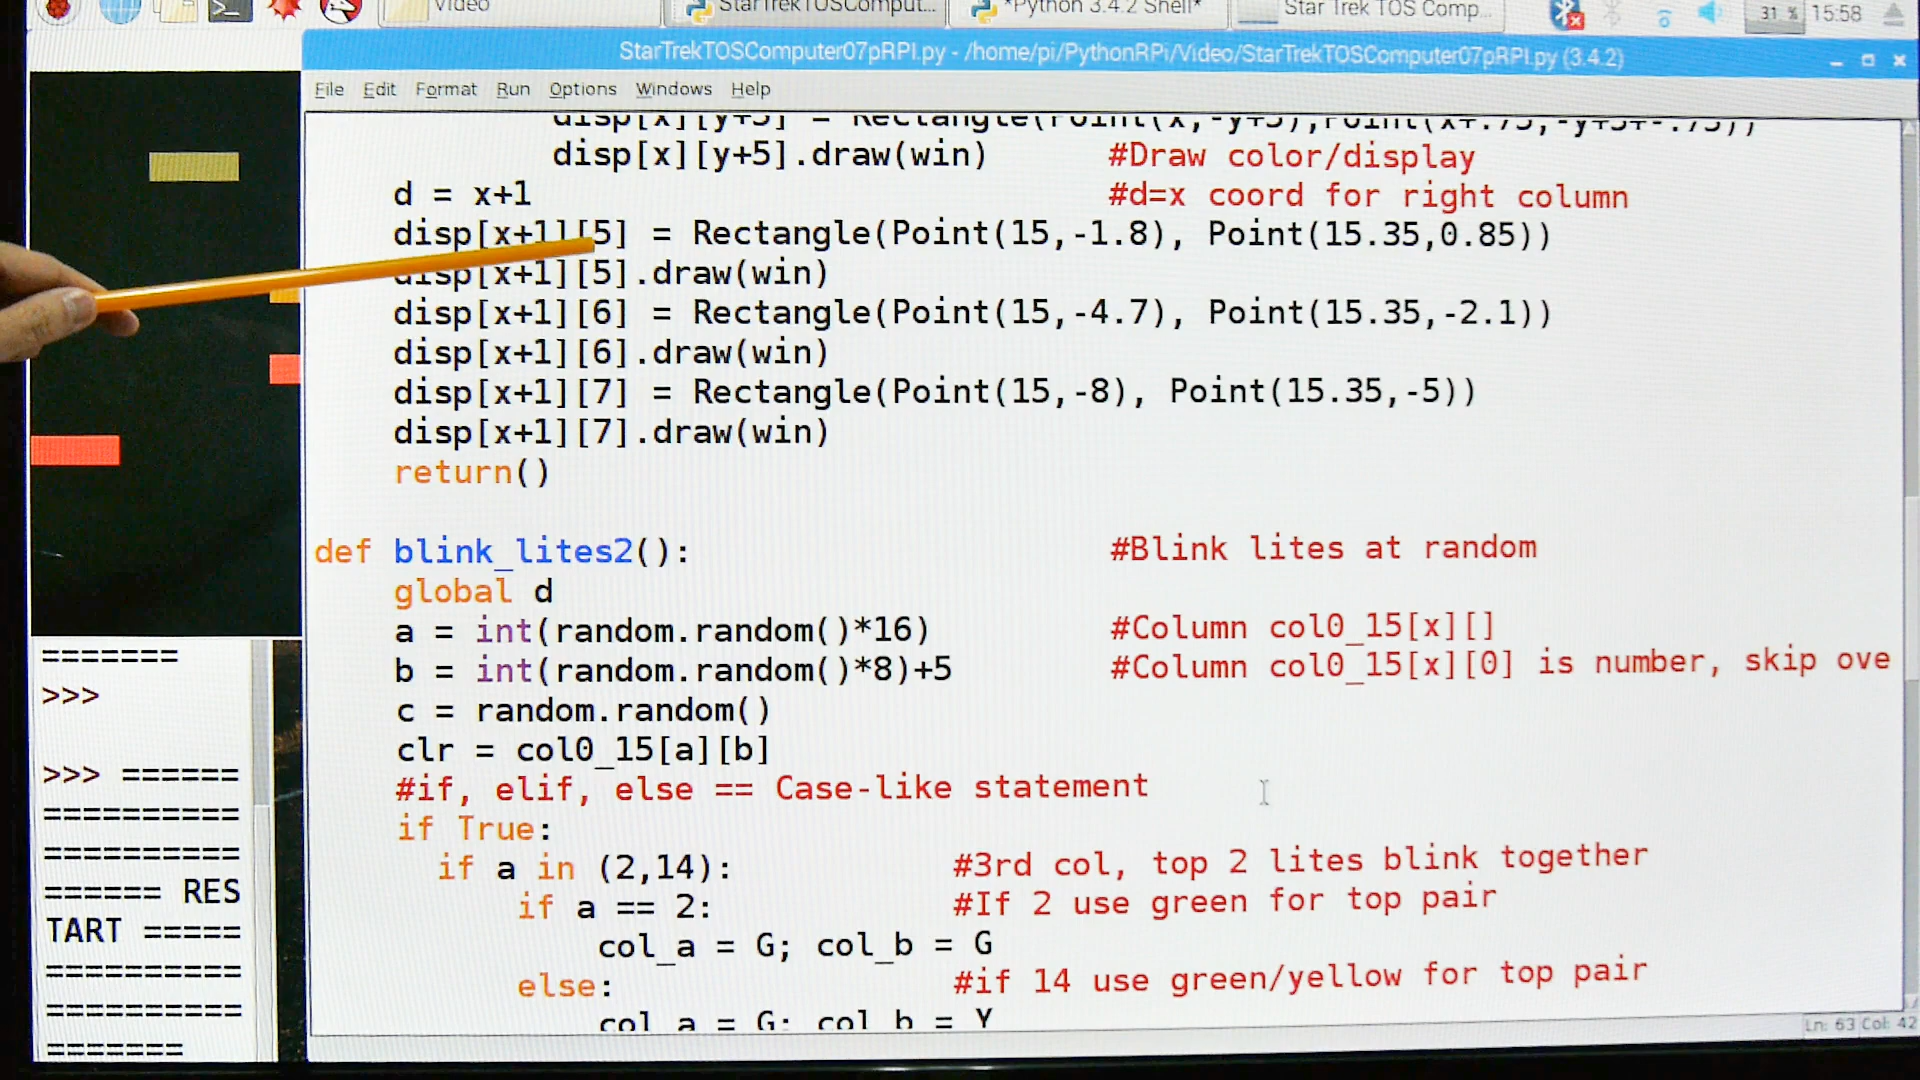 Video
StarTrekTOSComput...
*Python 3.4.2 Shell*
Star Trek TOS Comp...
31 %
15:58
StarTrekTOSComputer07pRPI.py - /home/pi/PythonRPi/Video/StarTrekTOSComputer07pRPI.py (3.4.2)
File Edit Format Run Options Windows Help
disp[x][y+5] = Rectangle(Point(x,-y+5),Point(x+.75,-y+5+-.75))
disp[x][y+5].draw(win) #Draw color/display
d = x+1 #d=x coord for right column
disp[x+1][5] = Rectangle(Point(15,-1.8), Point(15.35,0.85))
disp[x+1][5].draw(win)
disp[x+1][6] = Rectangle(Point(15,-4.7), Point(15.35,-2.1))
disp[x+1][6].draw(win)
disp[x+1][7] = Rectangle(Point(15,-8), Point(15.35,-5))
disp[x+1][7].draw(win)
return()
def blink_lites2(): #Blink lites at random
global d
a = int(random.random()*16) #Column col0_15[x][]
b = int(random.random()*8)+5 #Column col0_15[x][0] is number, skip ove
c = random.random()
clr = col0_15[a][b]
#if, elif, else == Case-like statement
if True:
if a in (2,14): #3rd col, top 2 lites blink together
if a == 2: #If 2 use green for top pair
col_a = G; col_b = G
else: #if 14 use green/yellow for top pair
col_a = G; col_b = Y
Ln: 63 Col: 42
=======
>>>
>>> ======
==========
==========
====== RES
TART =====
==========
==========
=======